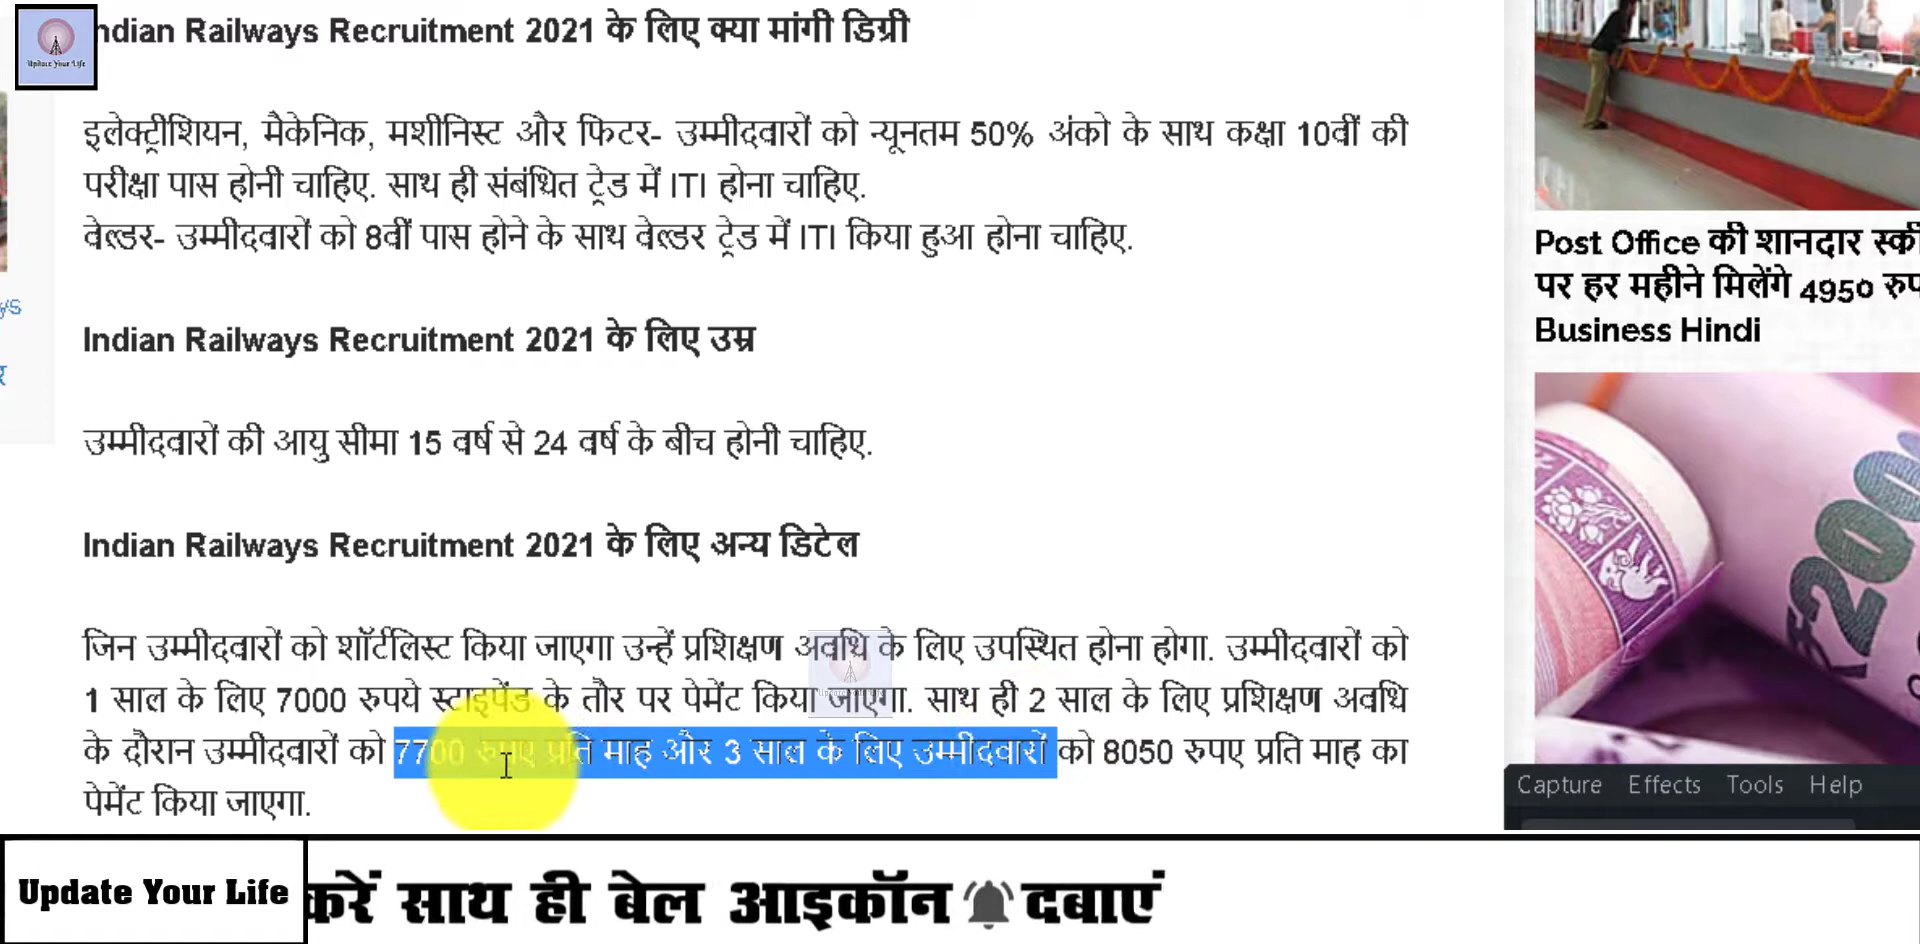 Update Your Life
ndian Railways Recruitment 2021 के लिए क्या मांगी डिग्री
इलेक्ट्रीशियन, मैकेनिक, मशीनिस्ट और फिटर- उम्मीदवारों को न्यूनतम 50% अंको के साथ कक्षा 10वीं की
परीक्षा पास होनी चाहिए. साथ ही संबंधित ट्रेड में ITI होना चाहिए.
वेल्डर- उम्मीदवारों को 8वीं पास होने के साथ वेल्डर ट्रेड में ITI किया हुआ होना चाहिए.
Indian Railways Recruitment 2021 के लिए उम्र
उम्मीदवारों की आयु सीमा 15 वर्ष से 24 वर्ष के बीच होनी चाहिए.
Indian Railways Recruitment 2021 के लिए अन्य डिटेल
जिन उम्मीदवारों को शॉर्टलिस्ट किया जाएगा उन्हें प्रशिक्षण अवधि के लिए उपस्थित होना होगा. उम्मीदवारों को
1 साल के लिए 7000 रुपये स्टाइपेंड के तौर पर पेमेंट किया जाएगा. साथ ही 2 साल के लिए प्रशिक्षण अवधि
के दौरान उम्मीदवारों को 7700 रुपए प्रति माह और 3 साल के लिए उम्मीदवारों को 8050 रुपए प्रति माह का
पेमेंट किया जाएगा.
Post Office की शानदार
पर हर महीने मिलेंगे 4950
Business Hindi
₹200
Capture Effects Tools Help
Update Your Life
करें साथ ही बेल आइकॉन दबाएं